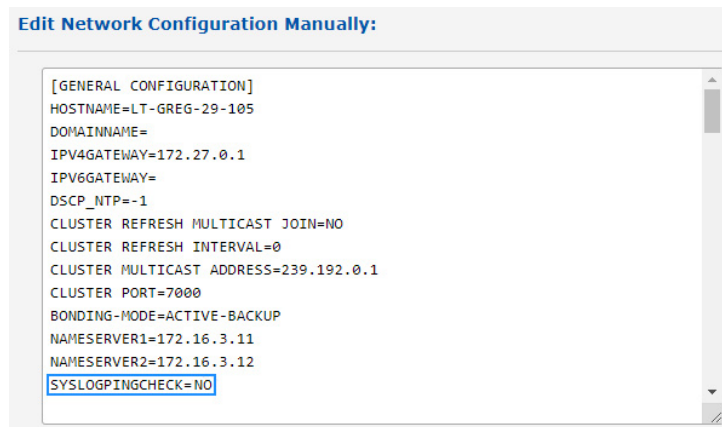 Edit Network Configuration Manually:
[GENERAL CONFIGURATION]
HOSTNAME=LT-GREG-29-105
DOMAINNAME=
IPV4GATEWAY=172.27.0.1
IPV6GATEWAY=
DSCP_NTP=-1
CLUSTER REFRESH MULTICAST JOIN=NO
CLUSTER REFRESH INTERVAL=0
CLUSTER MULTICAST ADDRESS=239.192.0.1
CLUSTER PORT=7000
BONDING-MODE=ACTIVE-BACKUP
NAMESERVER1=172.16.3.11
NAMESERVER2=172.16.3.12
SYSLOGPINGCHECK=NO